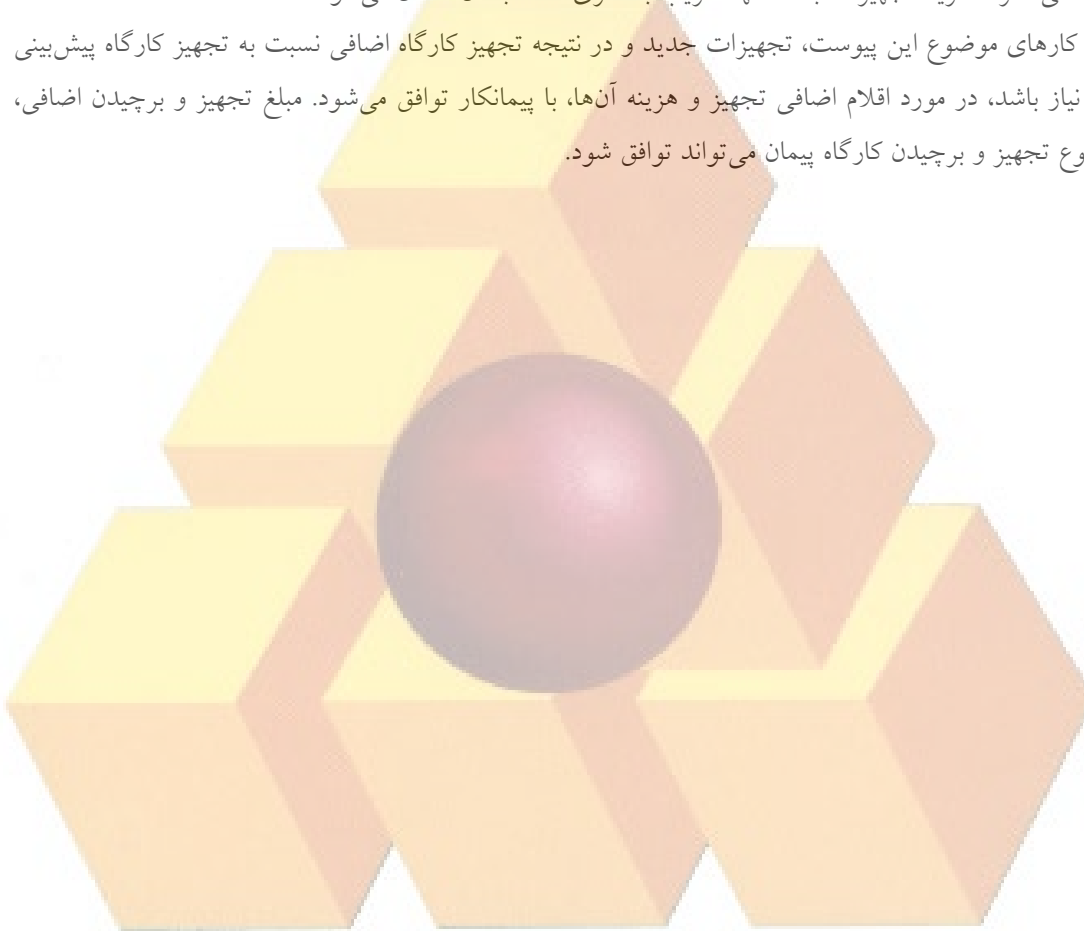 کارهای موضوع این پیوست، تجهیزات جدید و در نتیجه تجهیز کارگاه اضافی نسبت به تجهیز کارگاه پیش‌بینی
نیاز باشد، در مورد اقلام اضافی تجهیز و هزینه آن‌ها، با پیمانکار توافق می‌شود. مبلغ تجهیز و برچیدن اضافی،
وع تجهیز و برچیدن کارگاه پیمان می‌تواند توافق شود.